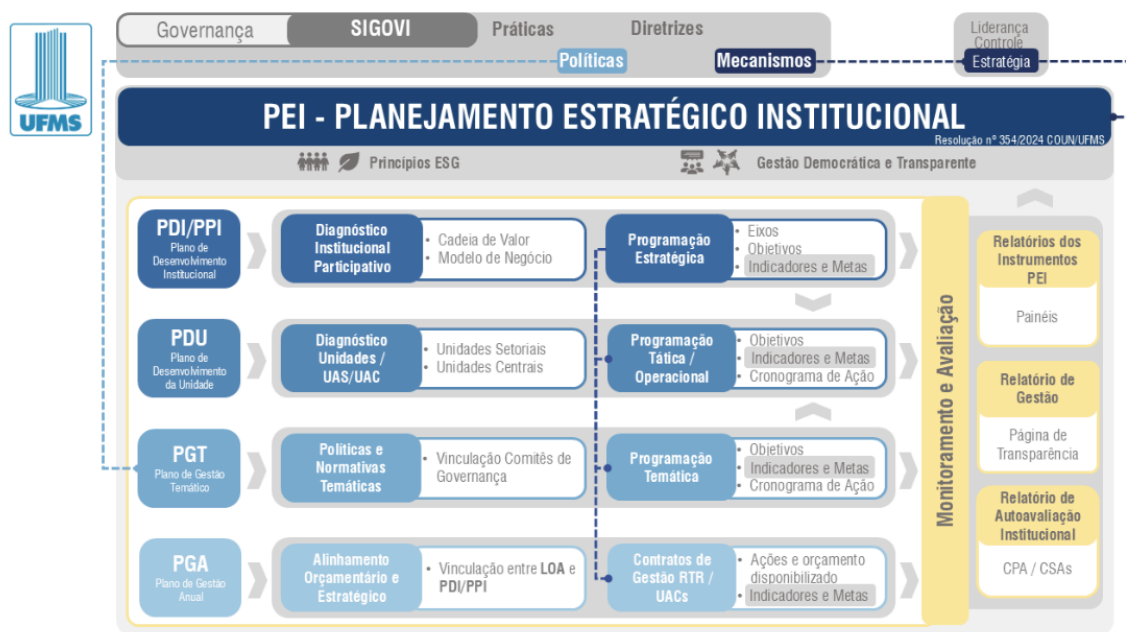 UFMS
Governança
SIGOVI
Práticas
Diretrizes
Políticas
Mecanismos
Liderança
Controle
Estratégia
PEI - PLANEJAMENTO ESTRATÉGICO INSTITUCIONAL
Resolução nº 354/2024 COUN/UFMS
Princípios ESG
Gestão Democrática e Transparente
PDI/PPI
Plano de
Desenvolvimento
Institucional
Diagnóstico
Institucional
Participativo
• Cadeia de Valor
• Modelo de Negócio
Programação
Estratégica
• Eixos
• Objetivos
• Indicadores e Metas
PDU
Plano de
Desenvolvimento
da Unidade
Diagnóstico
Unidades /
UAS/UAC
• Unidades Setoriais
• Unidades Centrais
Programação
Tática /
Operacional
• Objetivos
• Indicadores e Metas
• Cronograma de Ação
PGT
Plano de Gestão
Temático
Políticas e
Normativas
Temáticas
• Vinculação Comitês de
Governança
Programação
Temática
• Objetivos
• Indicadores e Metas
• Cronograma de Ação
PGA
Plano de Gestão
Anual
Alinhamento
Orçamentário e
Estratégico
• Vinculação entre LOA e
PDI/PPI
Contratos de
Gestão RTR /
UACs
• Ações e orçamento
disponibilizado
• Indicadores e Metas
Monitoramento e Avaliação
Relatórios dos
Instrumentos
PEI
Painéis
Relatório de
Gestão
Página de
Transparência
Relatório de
Autoavaliação
Institucional
CPA / CSAs